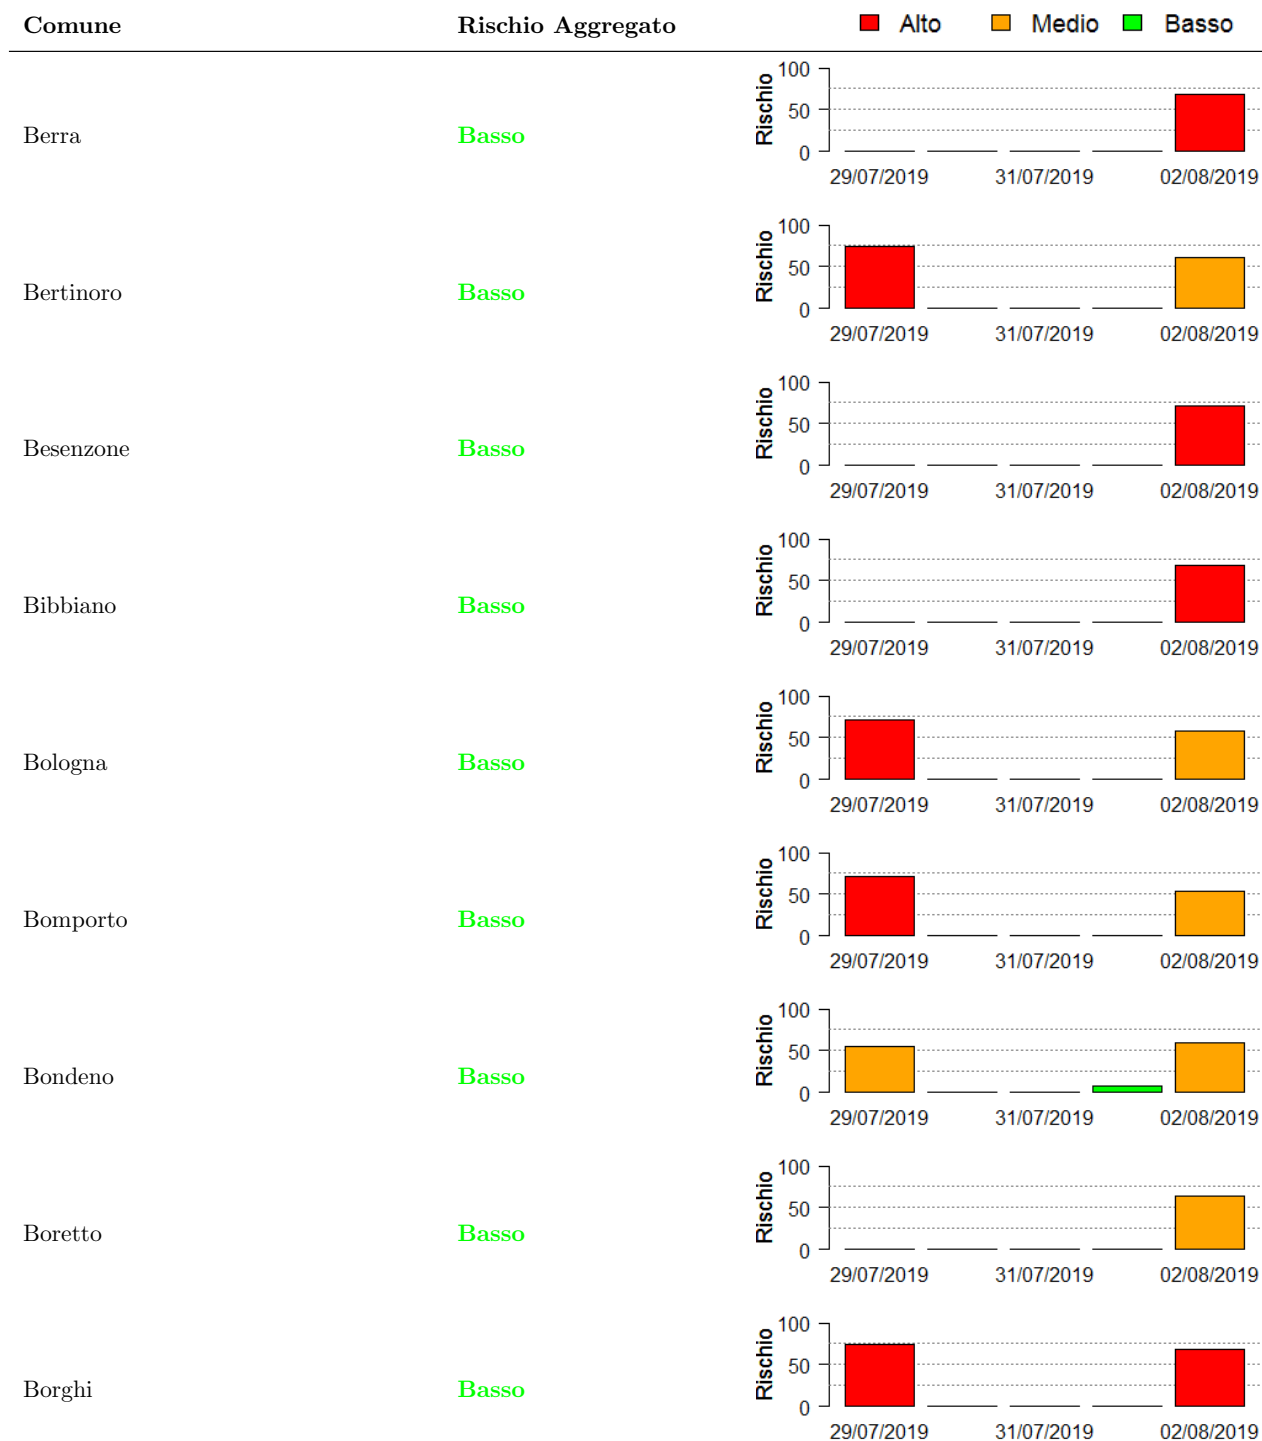 Comune Rischio Aggregato Alto Medio Basso
Berra Basso Rischio 100 50 0
29/07/2019 31/07/2019 02/08/2019
Bertinoro Basso Rischio 100 50 0
29/07/2019 31/07/2019 02/08/2019
Besenzone Basso Rischio 100 50 0
29/07/2019 31/07/2019 02/08/2019
Bibbiano Basso Rischio 100 50 0
29/07/2019 31/07/2019 02/08/2019
Bologna Basso Rischio 100 50 0
29/07/2019 31/07/2019 02/08/2019
Bomporto Basso Rischio 100 50 0
29/07/2019 31/07/2019 02/08/2019
Bondeno Basso Rischio 100 50 0
29/07/2019 31/07/2019 02/08/2019
Boretto Basso Rischio 100 50 0
29/07/2019 31/07/2019 02/08/2019
Borghi Basso Rischio 100 50 0
29/07/2019 31/07/2019 02/08/2019